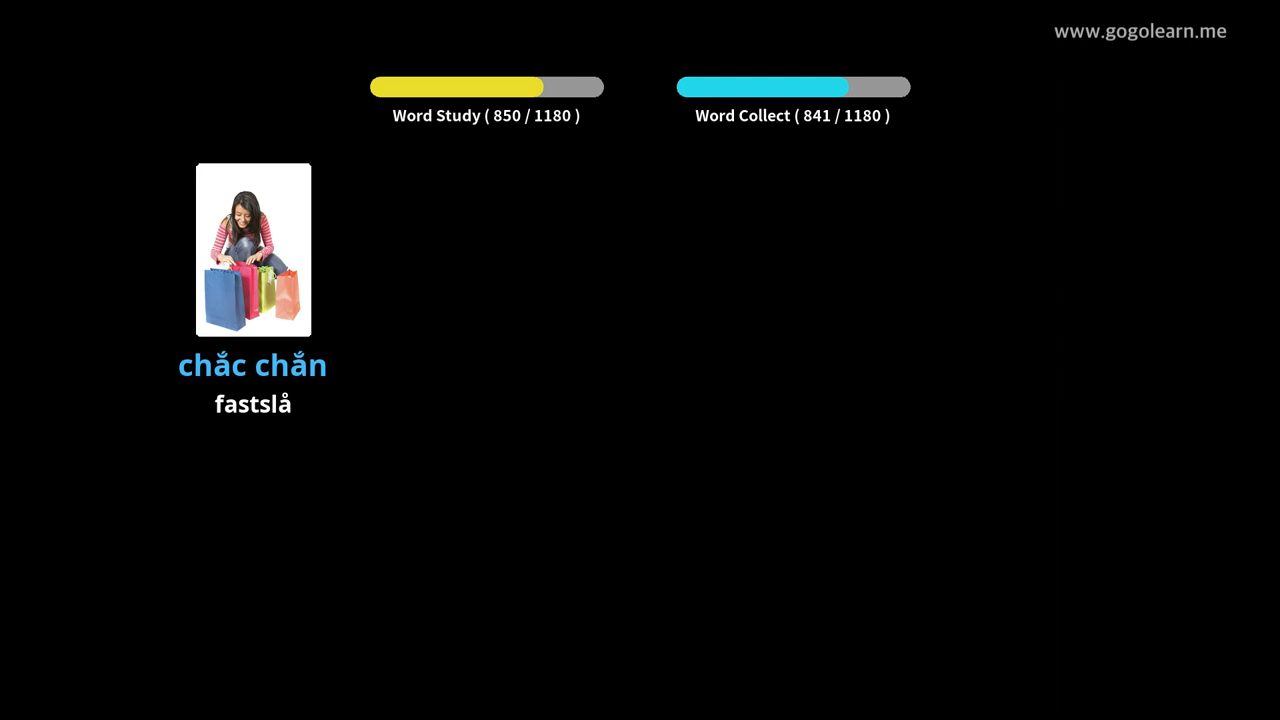 www.gogolearn.me
Word Study ( 850 / 1180 )
Word Collect ( 841 / 1180 )
chắc chắn
fastslå